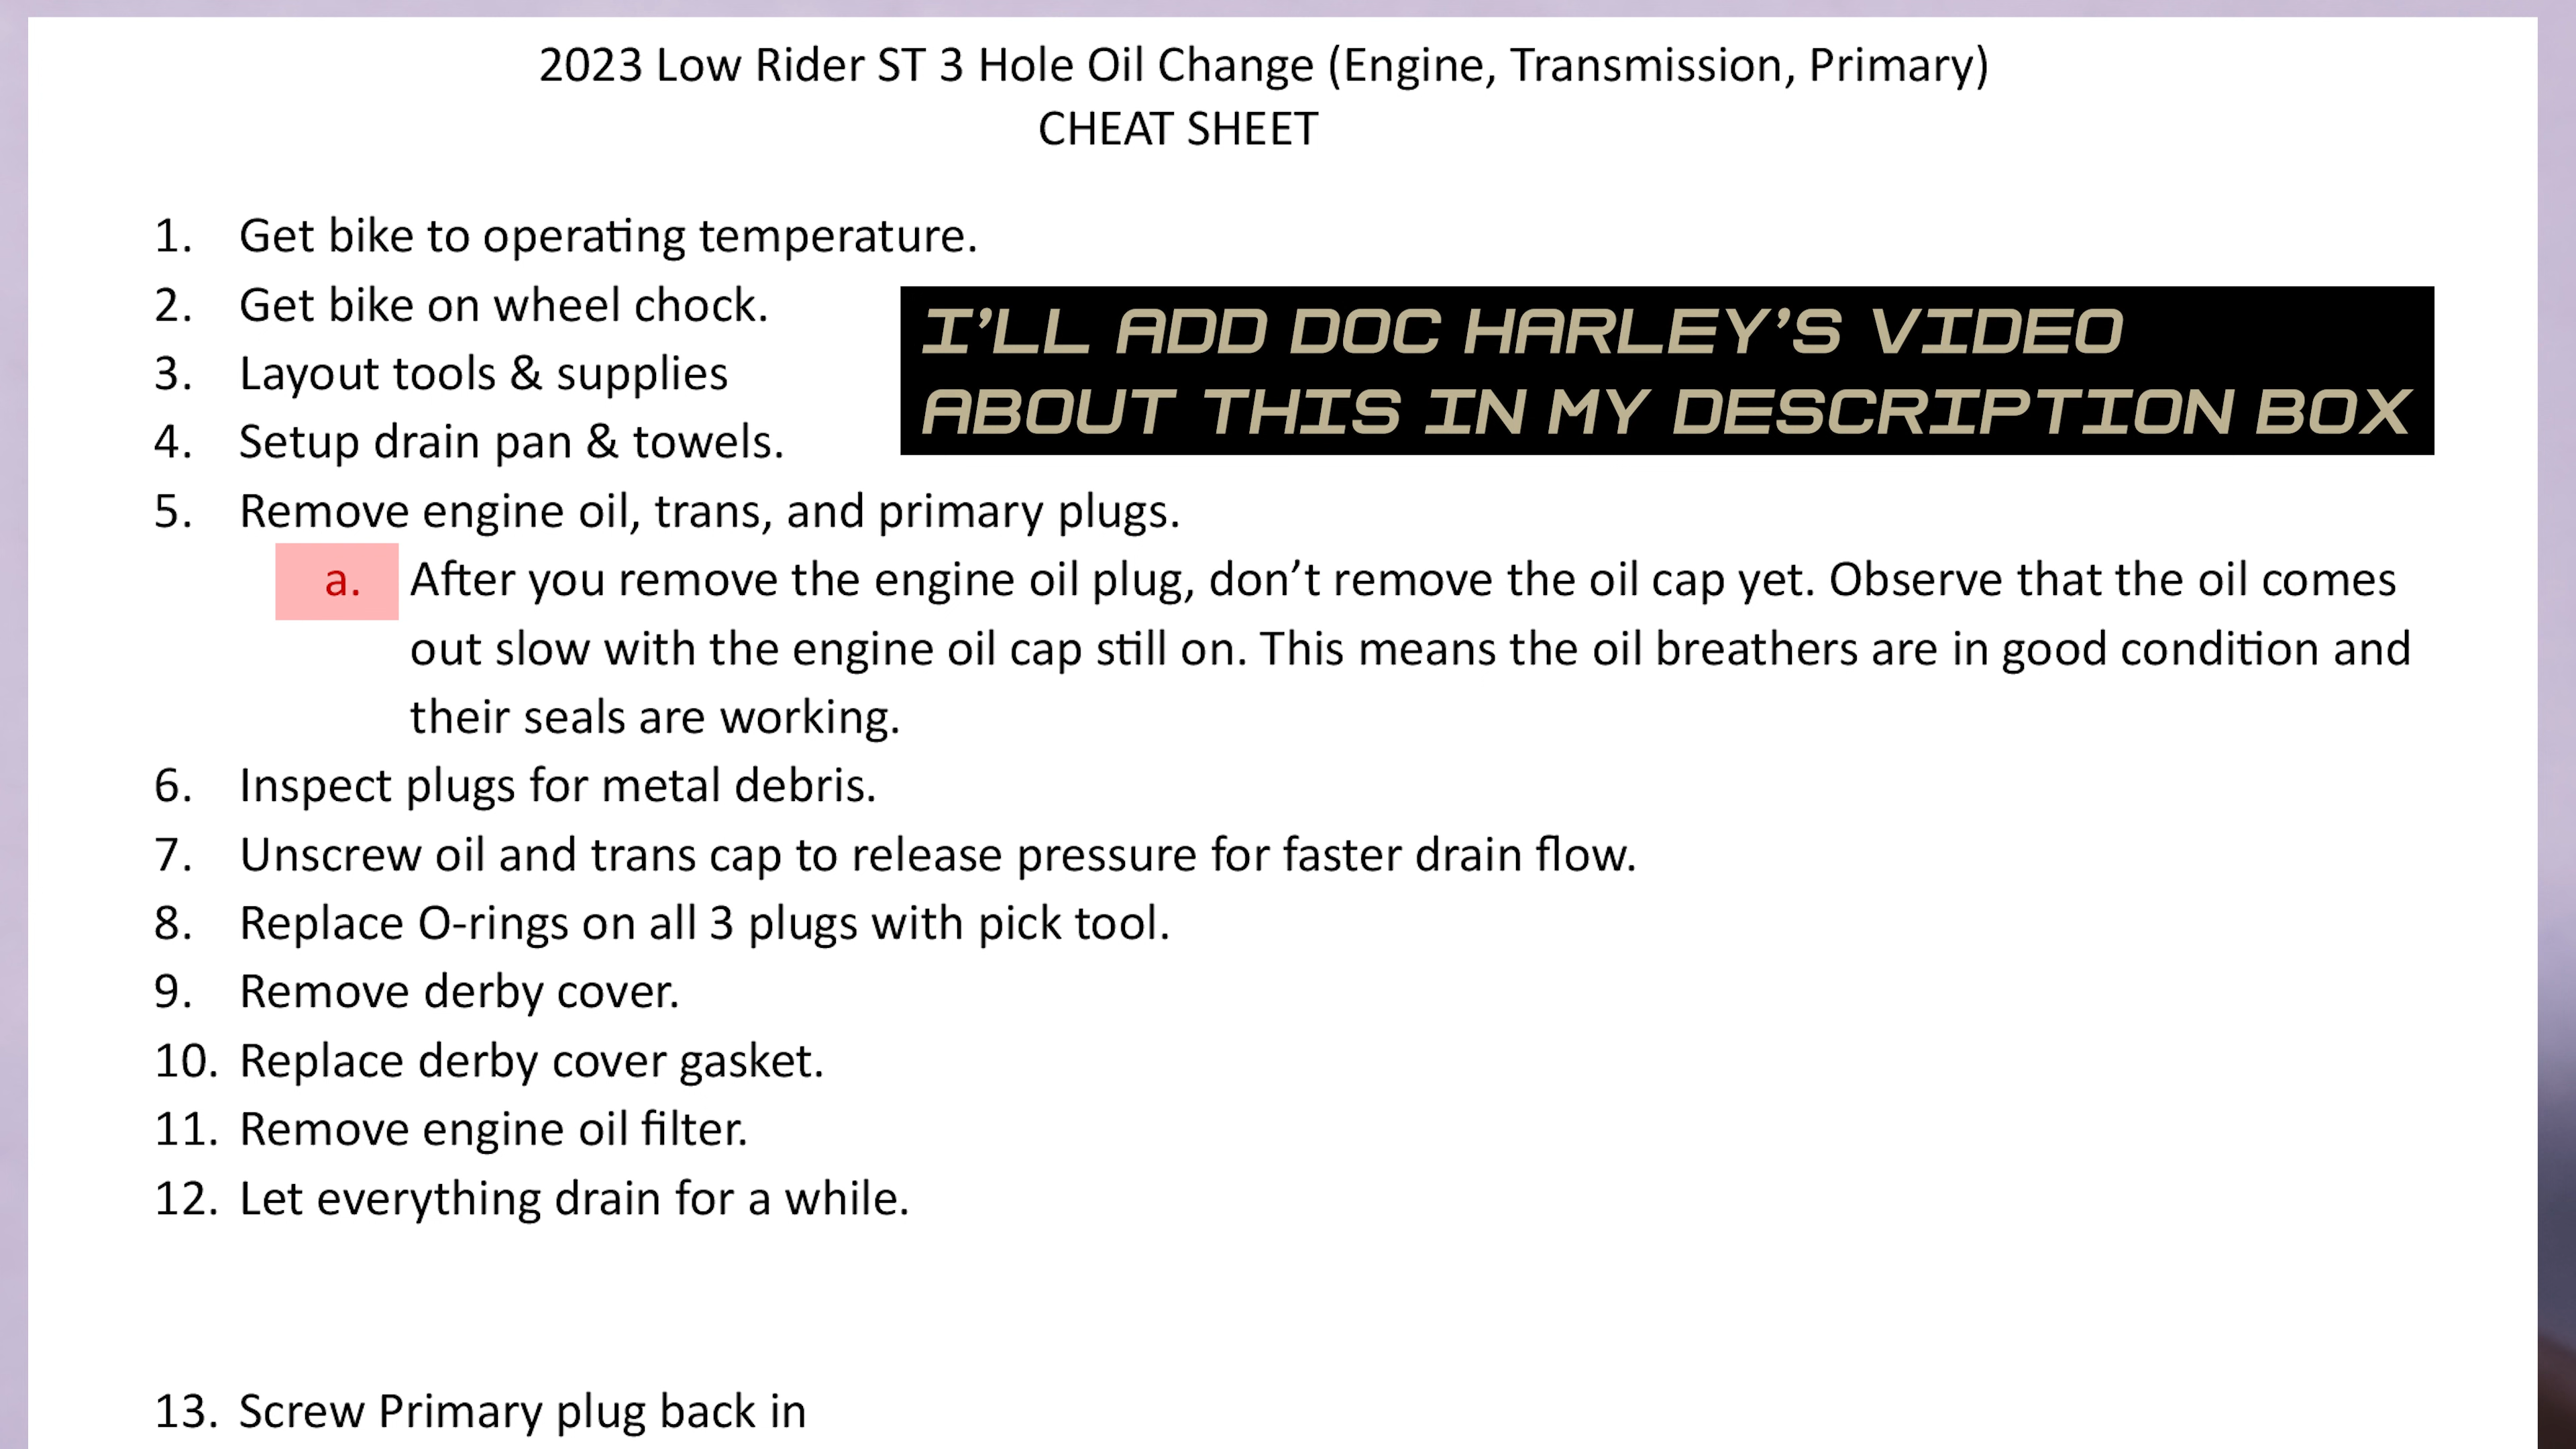 2023 Low Rider ST 3 Hole Oil Change (Engine, Transmission, Primary)
CHEAT SHEET
1. Get bike to operating temperature.
2. Get bike on wheel chock.
3. Layout tools & supplies
4. Setup drain pan & towels.
I'LL ADD DOC HARLEY'S VIDEO
ABOUT THIS IN MY DESCRIPTION BOX
5. Remove engine oil, trans, and primary plugs.
a. After you remove the engine oil plug, don't remove the oil cap yet. Observe that the oil comes
out slow with the engine oil cap still on. This means the oil breathers are in good condition and
their seals are working.
6. Inspect plugs for metal debris.
7. Unscrew oil and trans cap to release pressure for faster drain flow.
8. Replace O-rings on all 3 plugs with pick tool.
9. Remove derby cover.
10. Replace derby cover gasket.
11. Remove engine oil filter.
12. Let everything drain for a while.
13. Screw Primary plug back in